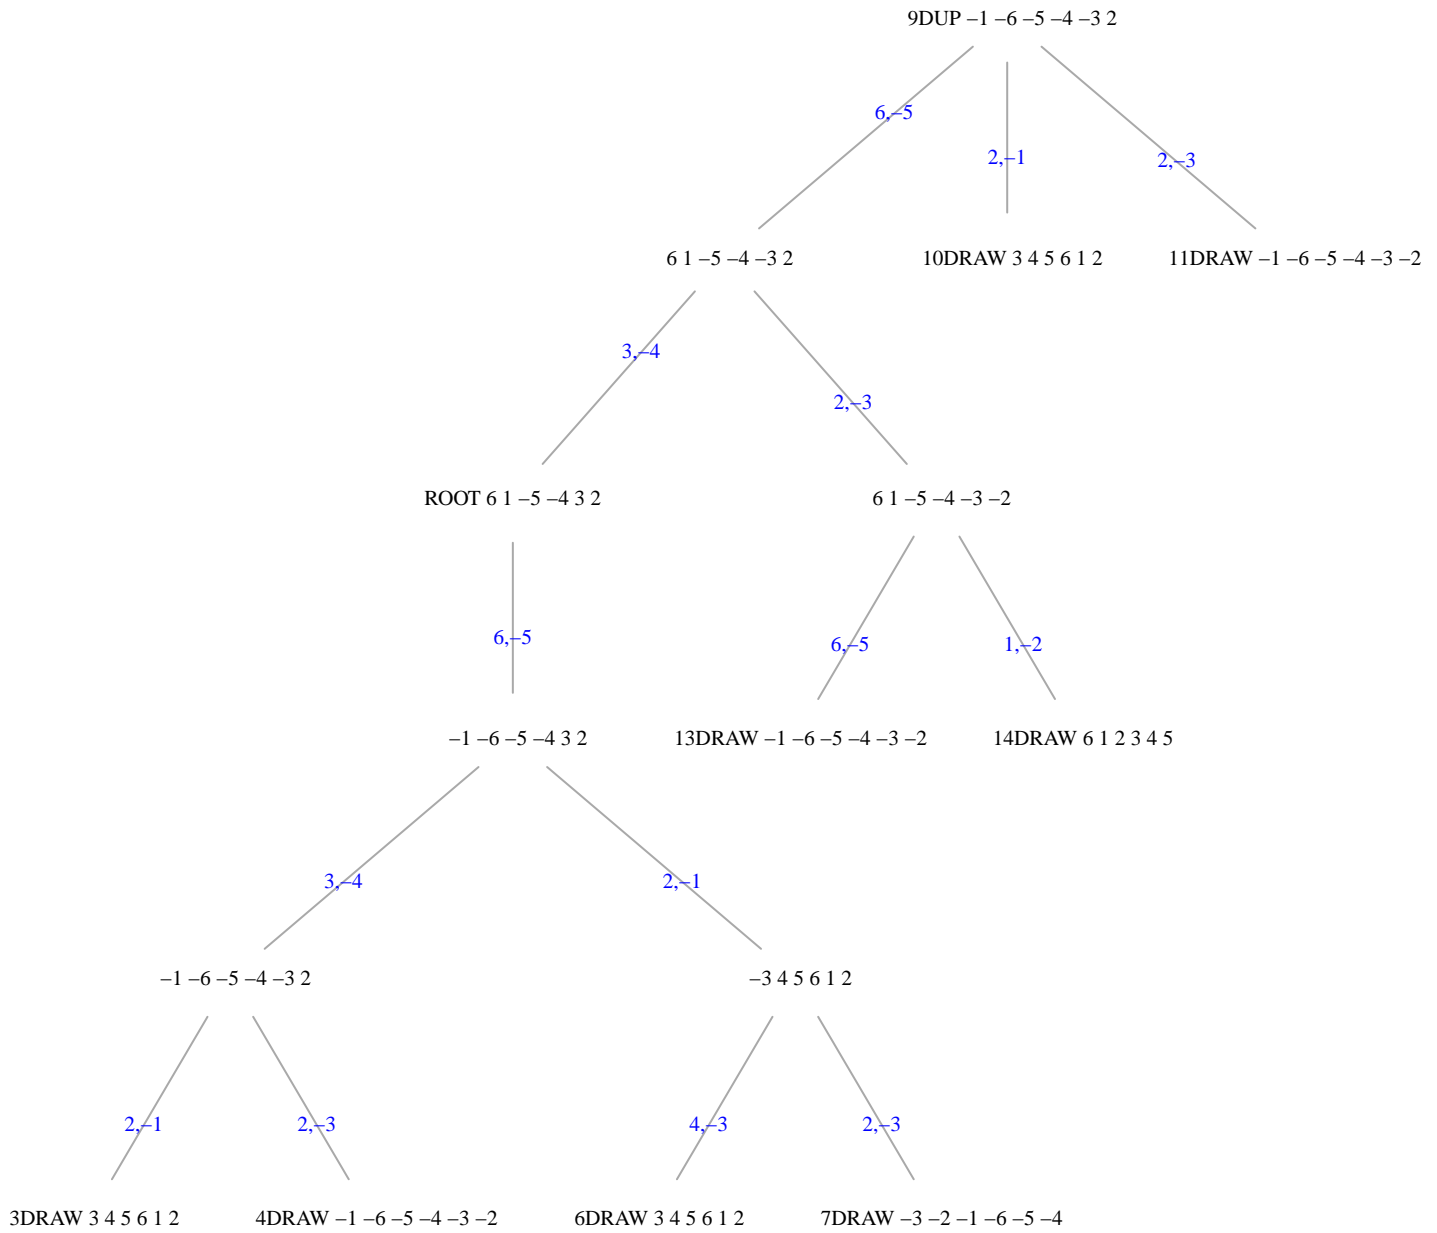 9DUP –1 –6 –5 –4 –3 2
6,–5
2,–1
2,–3
6 1 –5 –4 –3 2
10DRAW 3 4 5 6 1 2
11DRAW –1 –6 –5 –4 –3 –2
3,–4
2,–3
ROOT 6 1 –5 –4 3 2
6 1 –5 –4 –3 –2
6,–5
6,–5
1,–2
–1 –6 –5 –4 3 2
13DRAW –1 –6 –5 –4 –3 –2
14DRAW 6 1 2 3 4 5
3,–4
2,–1
–1 –6 –5 –4 –3 2
–3 4 5 6 1 2
2,–1
2,–3
4,–3
2,–3
3DRAW 3 4 5 6 1 2
4DRAW –1 –6 –5 –4 –3 –2
6DRAW 3 4 5 6 1 2
7DRAW –3 –2 –1 –6 –5 –4